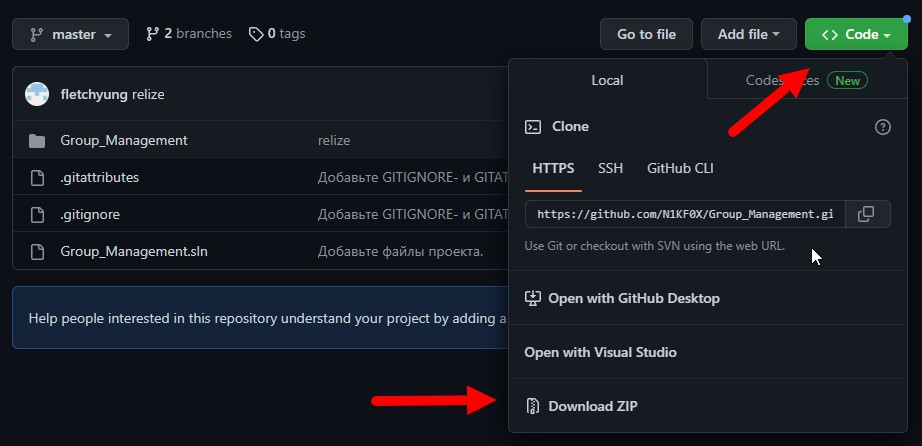 master
2 branches
0 tags
Go to file
Add file
Code
fletchyung relize
Local
New
Clone
Group_Management
relize
HTTPS
SSH
GitHub CLI
.gitattributes
Добавьте GITIGNORE- и GITAT
.gitignore
Добавьте GITIGNORE- и GITAT
https://github.com/N1KF0X/Group_Management.gi
Use Git or checkout with SVN using the web URL.
Group_Management.sln
Добавьте файлы проекта.
Open with GitHub Desktop
Help people interested in this repository understand your project by adding a
Open with Visual Studio
Download ZIP